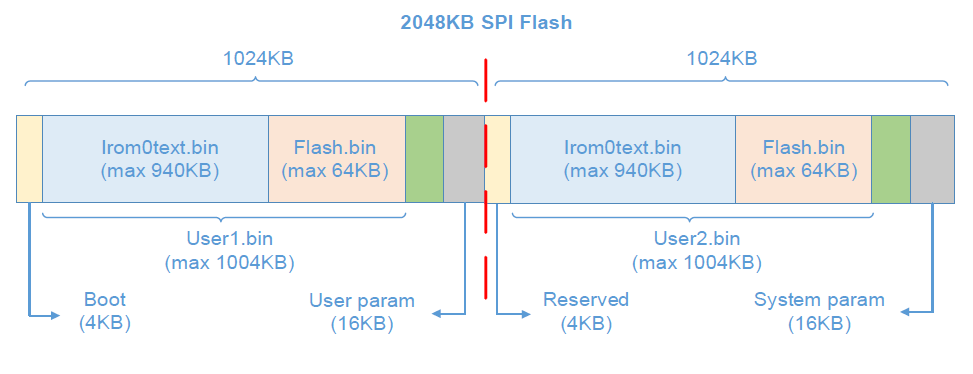 2048KB SPI Flash
1024KB
1024KB
Irom0text.bin
(max 940KB)
Flash.bin
(max 64KB)
Irom0text.bin
(max 940KB)
Flash.bin
(max 64KB)
User1.bin
(max 1004KB)
User2.bin
(max 1004KB)
Boot
(4KB)
User param
(16KB)
Reserved
(4KB)
System param
(16KB)